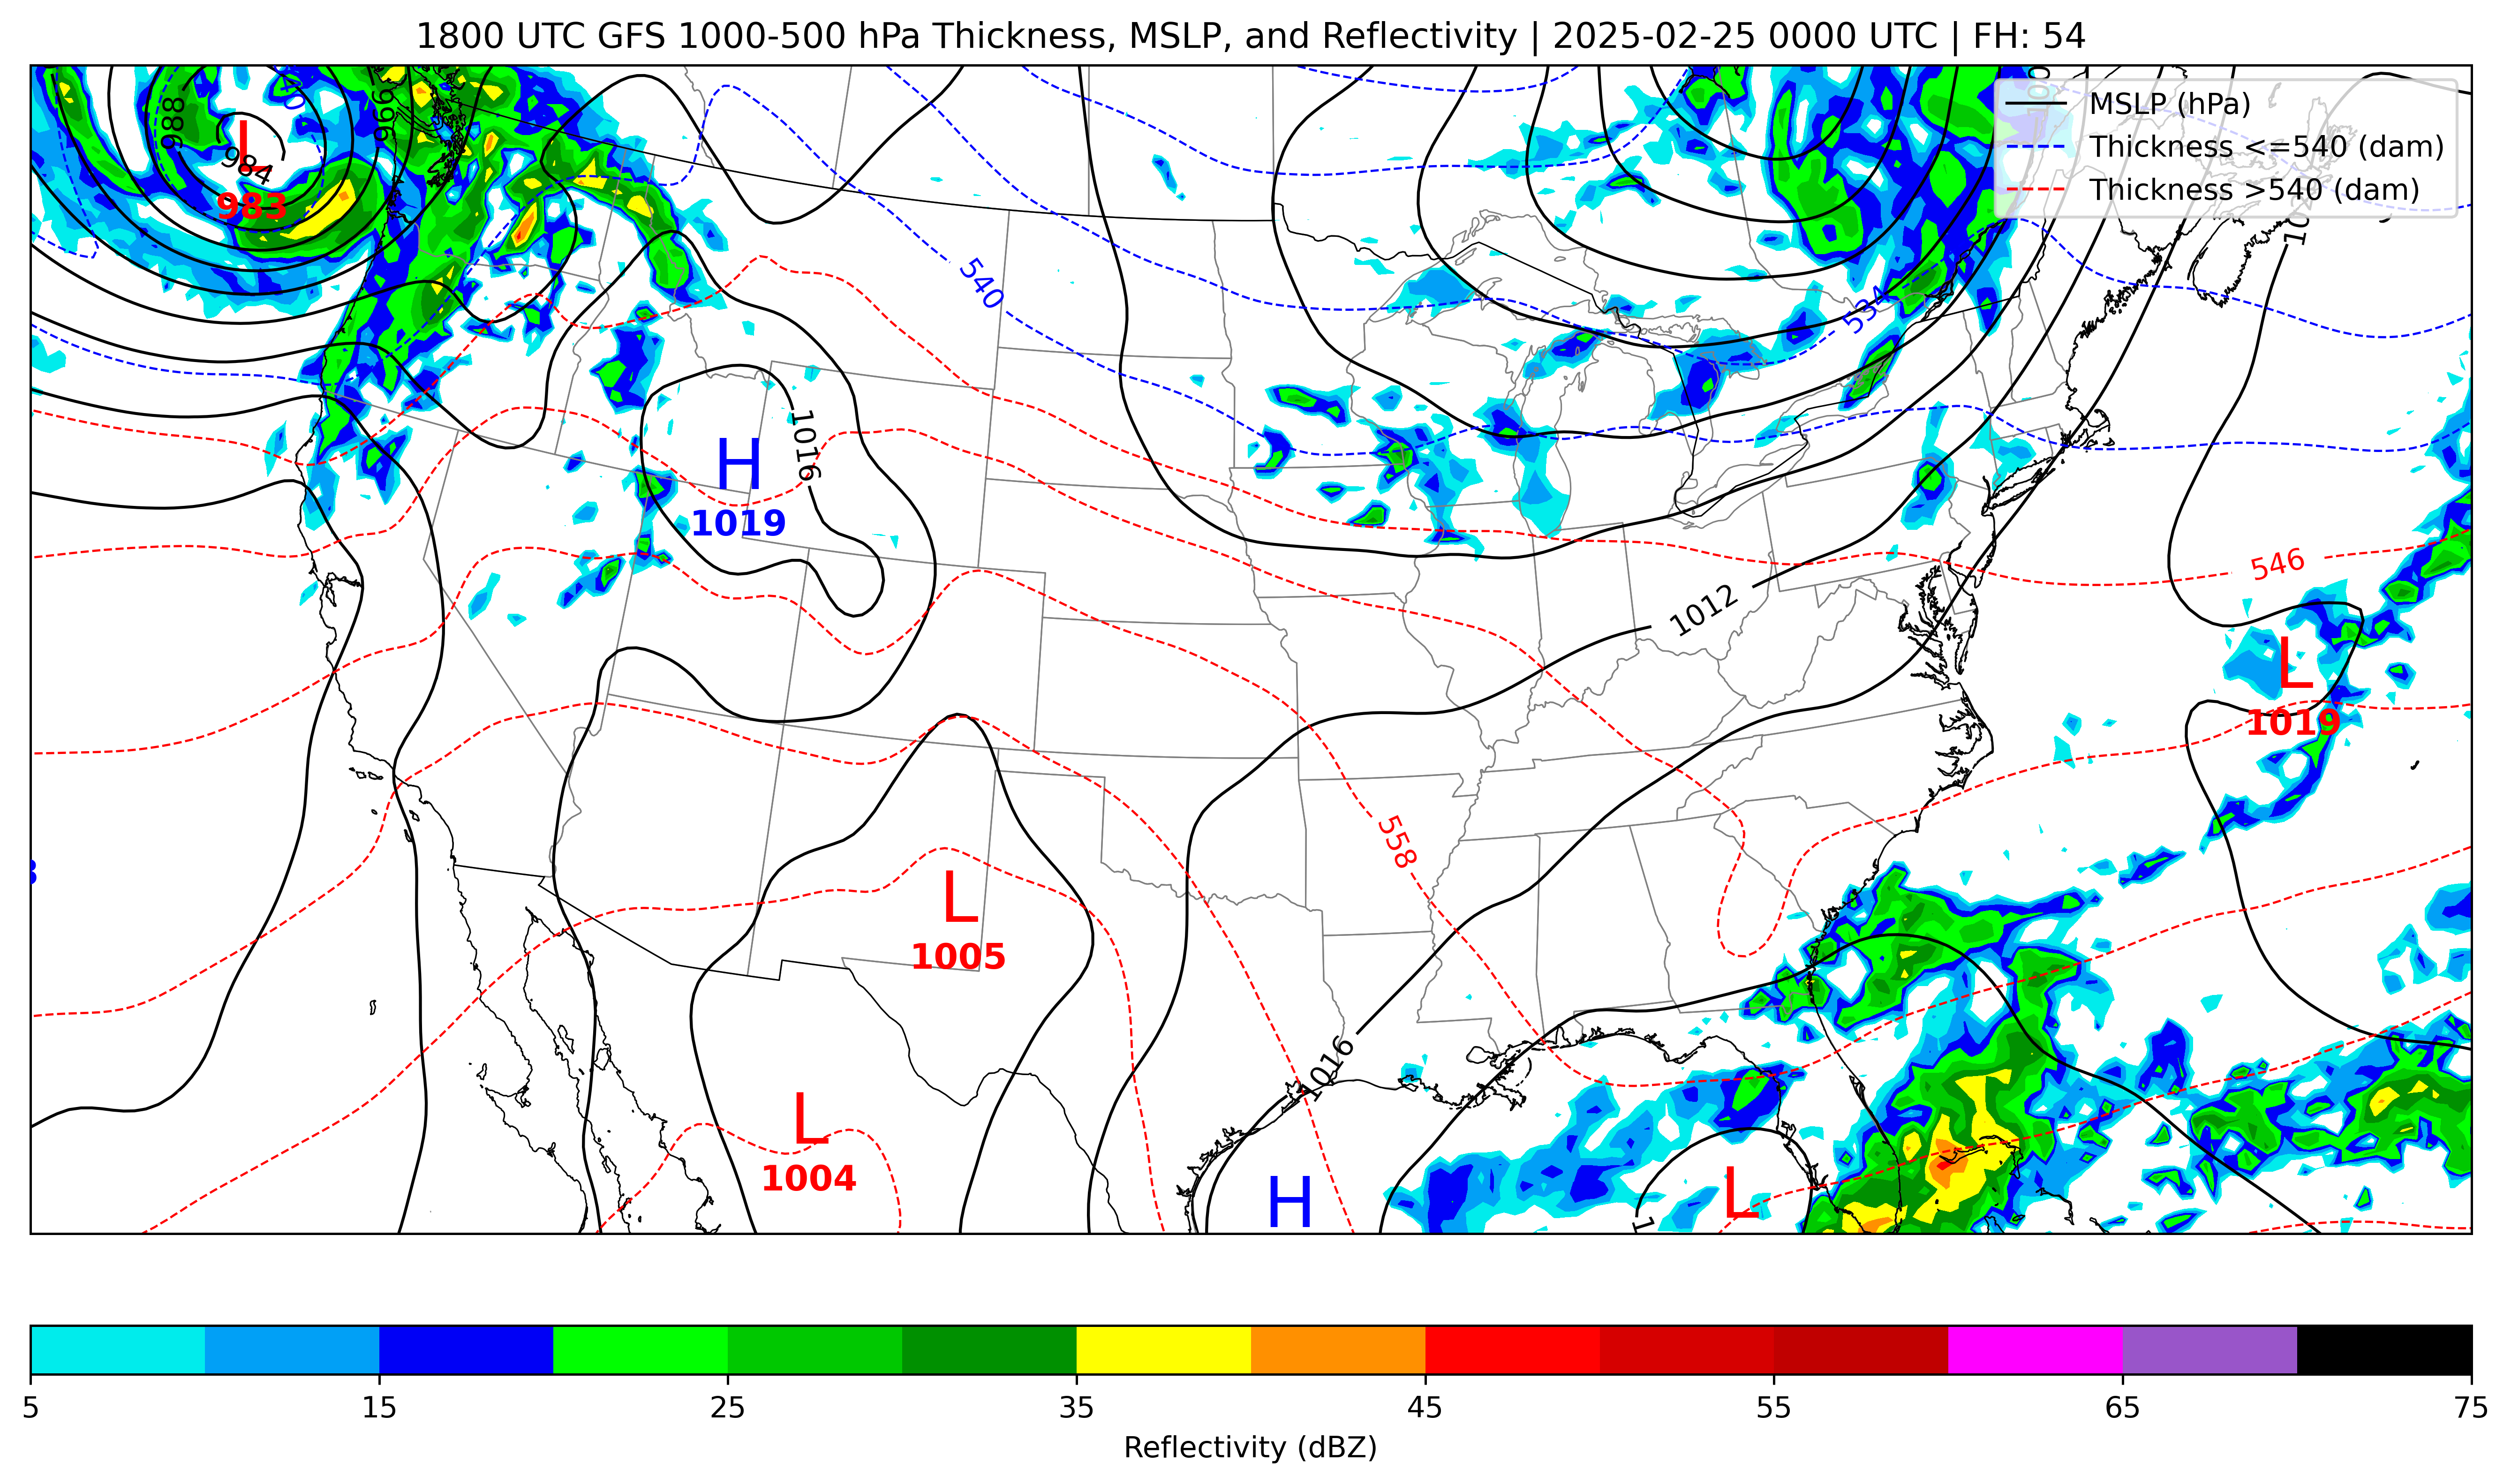 1800 UTC GFS 1000-500 hPa Thickness, MSLP, and Reflectivity | 2025-02-25 0000 UTC | FH: 54
MSLP (hPa)
Thickness <=540 (dam)
Thickness >540 (dam)
988
996
984
L
983
540
534
1016
H
1019
546
1012
L
1019
558
L
1005
1016
L
1004
H
L
5 15 25 35 45 55 65 75
Reflectivity (dBZ)